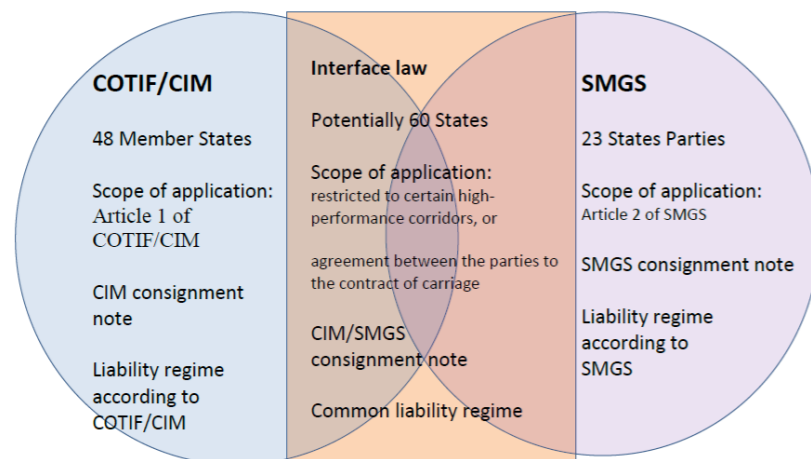 COTIF/CIM
48 Member States
Scope of application:
Article 1 of
COTIF/CIM
CIM consignment
note
Liability regime
according to
COTIF/CIM
Interface law
Potentially 60 States
Scope of application:
restricted to certain high-
performance corridors, or
agreement between the parties to
the contract of carriage
CIM/SMGS
consignment note
Common liability regime
SMGS
23 States Parties
Scope of application:
Article 2 of SMGS
SMGS consignment note
Liability regime
according to
SMGS